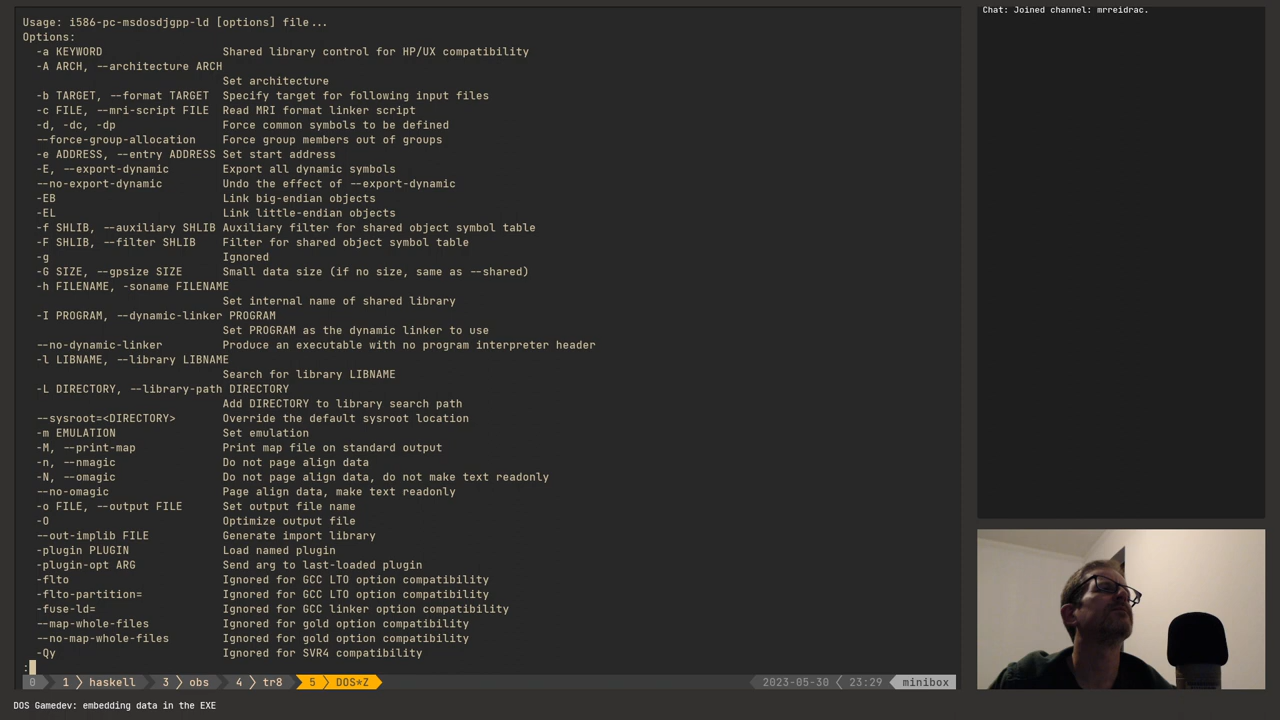 Usage: i586-pc-msdosdjgpp-ld [options] file...
Options:
-a KEYWORD Shared library control for HP/UX compatibility
-A ARCH, --architecture ARCH
Set architecture
-b TARGET, --format TARGET Specify target for following input files
-c FILE, --mri-script FILE Read MRI format linker script
-d, -dc, -dp Force common symbols to be defined
--force-group-allocation Force group members out of groups
-e ADDRESS, --entry ADDRESS Set start address
-E, --export-dynamic Export all dynamic symbols
--no-export-dynamic Undo the effect of --export-dynamic
-EB Link big-endian objects
-EL Link little-endian objects
-f SHLIB, --auxiliary SHLIB Auxiliary filter for shared object symbol table
-F SHLIB, --filter SHLIB Filter for shared object symbol table
-g Ignored
-G SIZE, --gpsize SIZE Small data size (if no size, same as --shared)
-h FILENAME, -soname FILENAME
Set internal name of shared library
-I PROGRAM, --dynamic-linker PROGRAM
Set PROGRAM as the dynamic linker to use
--no-dynamic-linker Produce an executable with no program interpreter header
-l LIBNAME, --library LIBNAME
Search for library LIBNAME
-L DIRECTORY, --library-path DIRECTORY
Add DIRECTORY to library search path
--sysroot=<DIRECTORY> Override the default sysroot location
-m EMULATION Set emulation
-M, --print-map Print map file on standard output
-n, --nmagic Do not page align data
-N, --omagic Do not page align data, do not make text readonly
--no-omagic Page align data, make text readonly
-o FILE, --output FILE Set output file name
-O Optimize output file
--out-implib FILE Generate import library
-plugin PLUGIN Load named plugin
-plugin-opt ARG Send arg to last-loaded plugin
-flto Ignored for GCC LTO option compatibility
-flto-partition= Ignored for GCC LTO option compatibility
-fuse-ld= Ignored for GCC linker option compatibility
--map-whole-files Ignored for gold option compatibility
--no-map-whole-files Ignored for gold option compatibility
-Qy Ignored for SVR4 compatibility
:
0 1 haskell 3 obs 4 tr8 5 DOS*Z 2023-05-30 23:29 minibox
DOS Gamedev: embedding data in the EXE
Chat: Joined channel: mrreidrac.